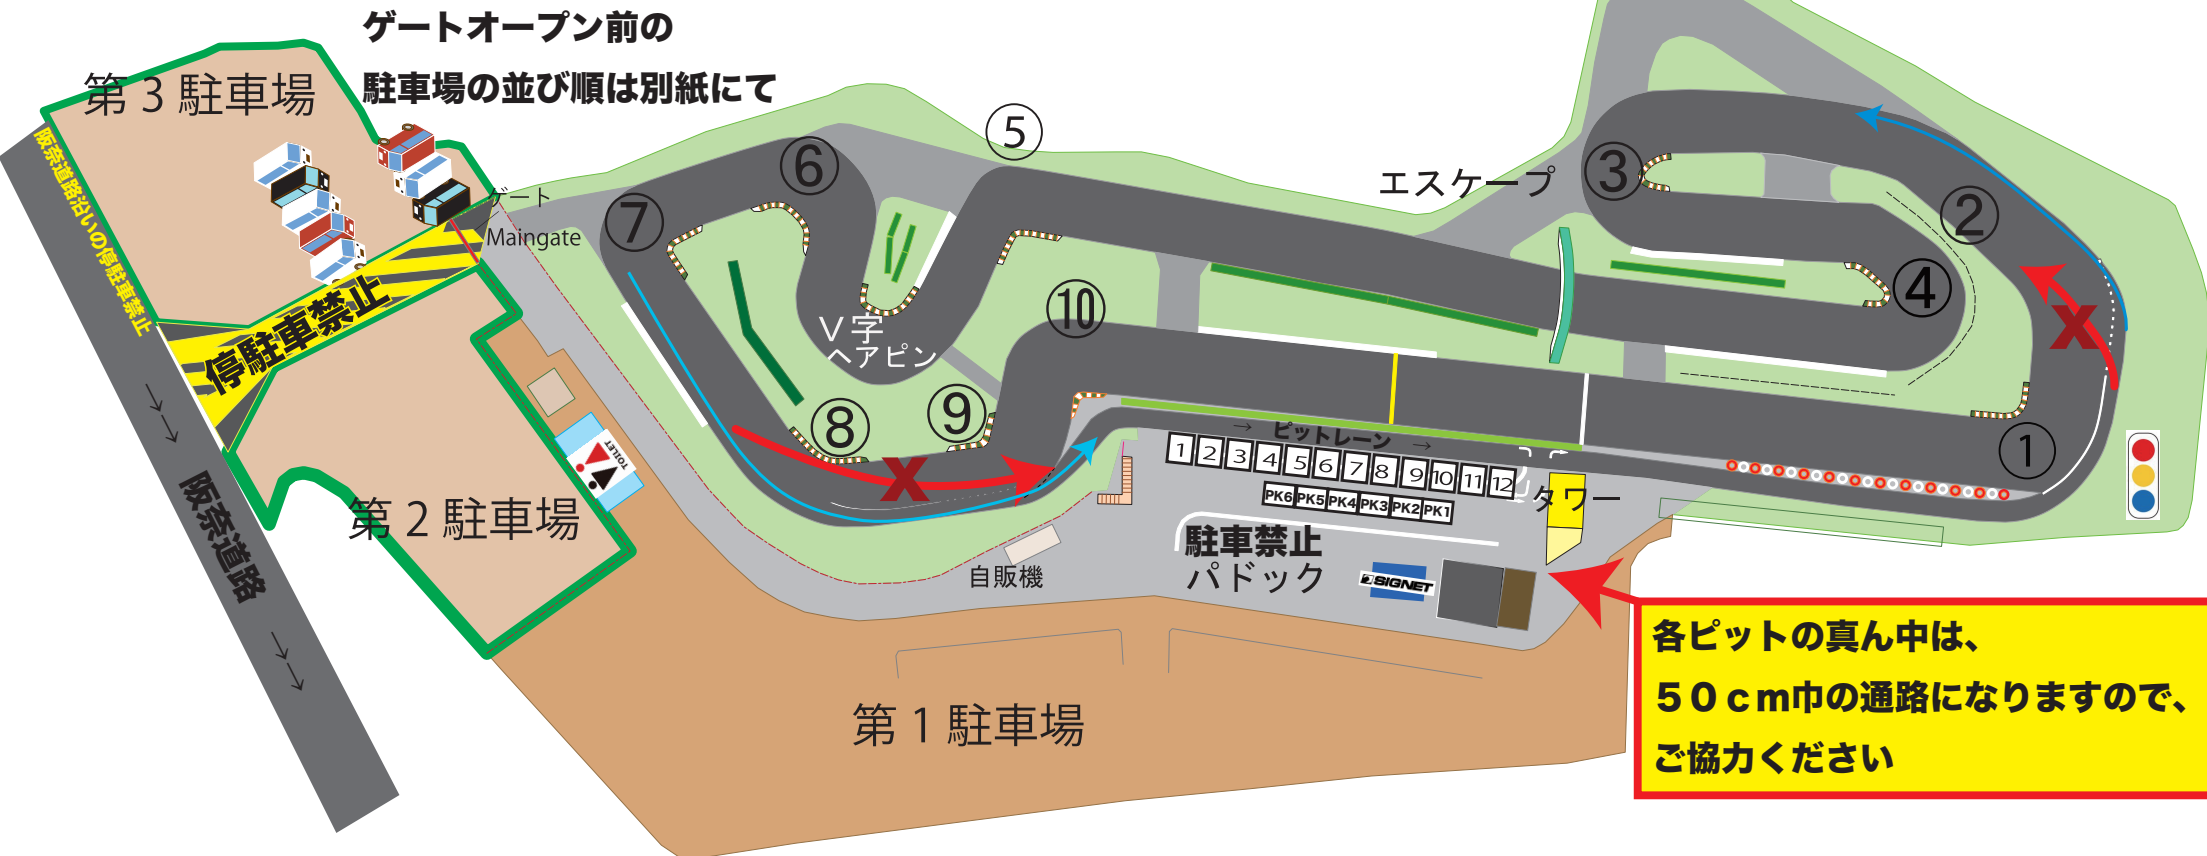 ゲートオープン前の
駐車場の並び順は別紙にて
第3駐車場
阪奈道路沿いの停駐車禁止
ゲート
Maingate
停駐車禁止
阪奈道路
第2駐車場
TOILET
⑦
⑥
⑤
エスケープ
③
②
④
⑩
V字
ヘアピン
⑧
⑨
X
X
①
→ピットレーン→
1 2 3 4 5 6 7 8 9 10 11 12
PK6 PK5 PK4 PK3 PK2 PK1
タワー
駐車禁止
パドック
SIGNET
自販機
第1駐車場
各ピットの真ん中は、
50cm巾の通路になりますので、
ご協力ください